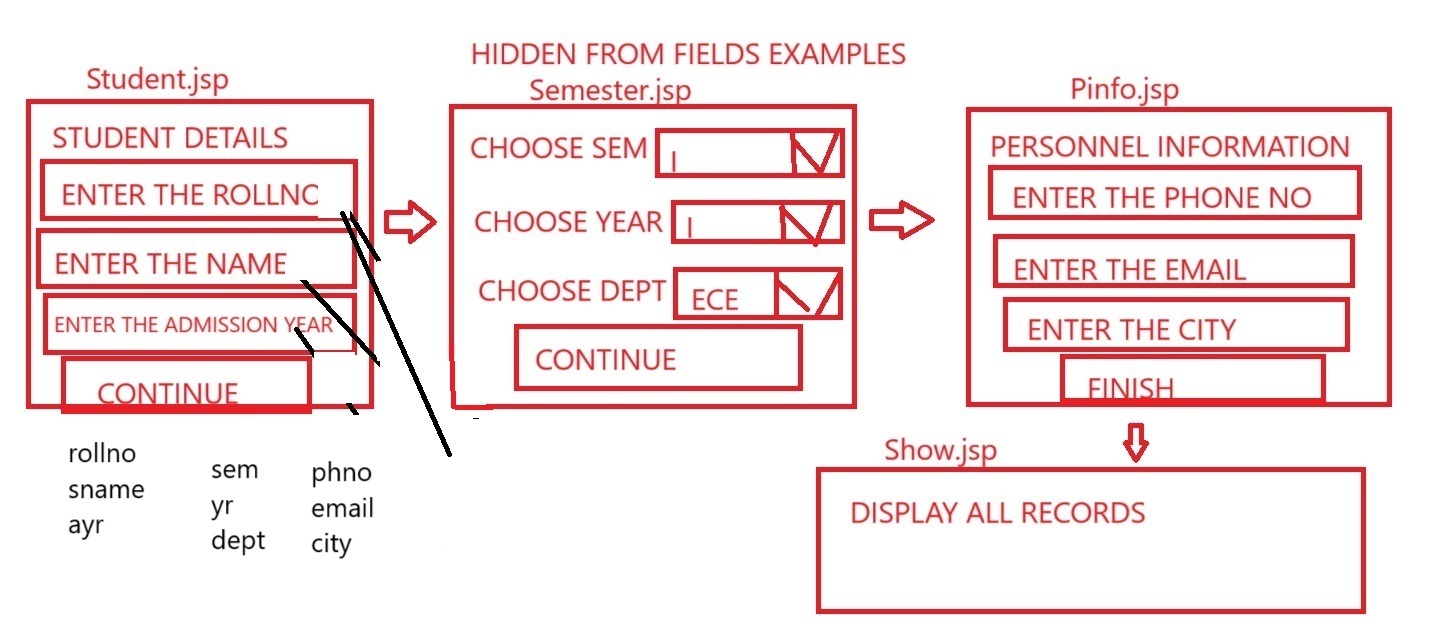 HIDDEN FROM FIELDS EXAMPLES
Student.jsp
STUDENT DETAILS
ENTER THE ROLLNO
ENTER THE NAME
ENTER THE ADMISSION YEAR
CONTINUE
Semester.jsp
CHOOSE SEM I
CHOOSE YEAR I
CHOOSE DEPT ECE
CONTINUE
Pinfo.jsp
PERSONNEL INFORMATION
ENTER THE PHONE NO
ENTER THE EMAIL
ENTER THE CITY
FINISH
rollno
sname
ayr
sem
yr
dept
phno
email
city
Show.jsp
DISPLAY ALL RECORDS